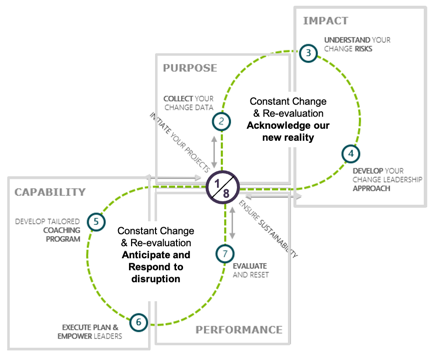 IMPACT
UNDERSTAND YOUR
CHANGE RISKS
3
PURPOSE
COLLECT YOUR
CHANGE DATA
2
Constant Change
& Re-evaluation
Acknowledge our
new reality
INITIATE YOUR PROJECTS
4
DEVELOP YOUR
CHANGE LEADERSHIP
APPROACH
1
8
CAPABILITY
ENSURE SUSTAINABILITY
5
DEVELOP TAILORED
COACHING
PROGRAM
Constant Change
& Re-evaluation
Anticipate and
Respond to
disruption
7
EVALUATE
AND RESET
6
EXECUTE PLAN &
EMPOWER LEADERS
PERFORMANCE